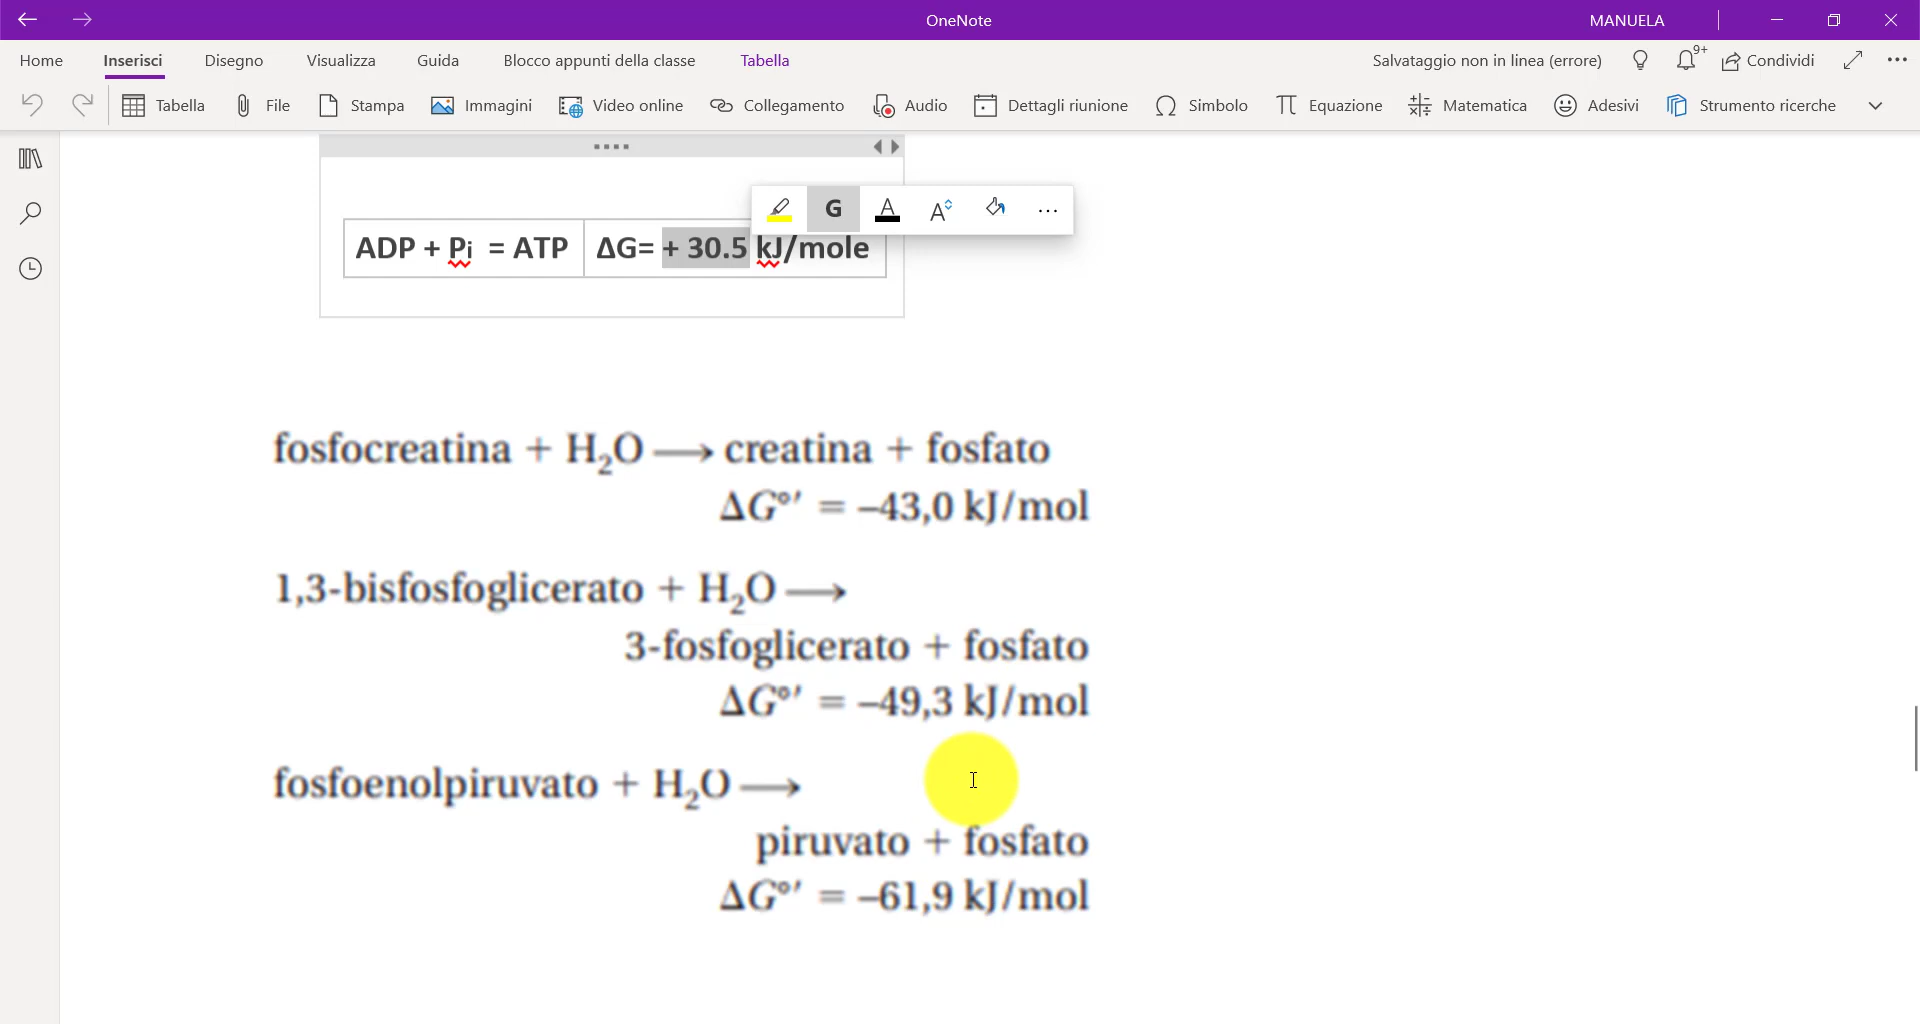 OneNote
MANUELA
Home Inserisci Disegno Visualizza Guida Blocco appunti della classe Tabella
Salvataggio non in linea (errore) 9+ Condividi
Tabella File Stampa Immagini Video online Collegamento Audio Dettagli riunione Simbolo Equazione Matematica Adesivi Strumento ricerche
G A A
ADP + Pi = ATP ΔG= + 30.5 kJ/mole
fosfocreatina + H₂O ⟶ creatina + fosfato
ΔG°′ = –43,0 kJ/mol
1,3-bisfosfoglicerato + H₂O ⟶
3-fosfoglicerato + fosfato
ΔG°′ = –49,3 kJ/mol
fosfoenolpiruvato + H₂O ⟶
piruvato + fosfato
ΔG°′ = –61,9 kJ/mol